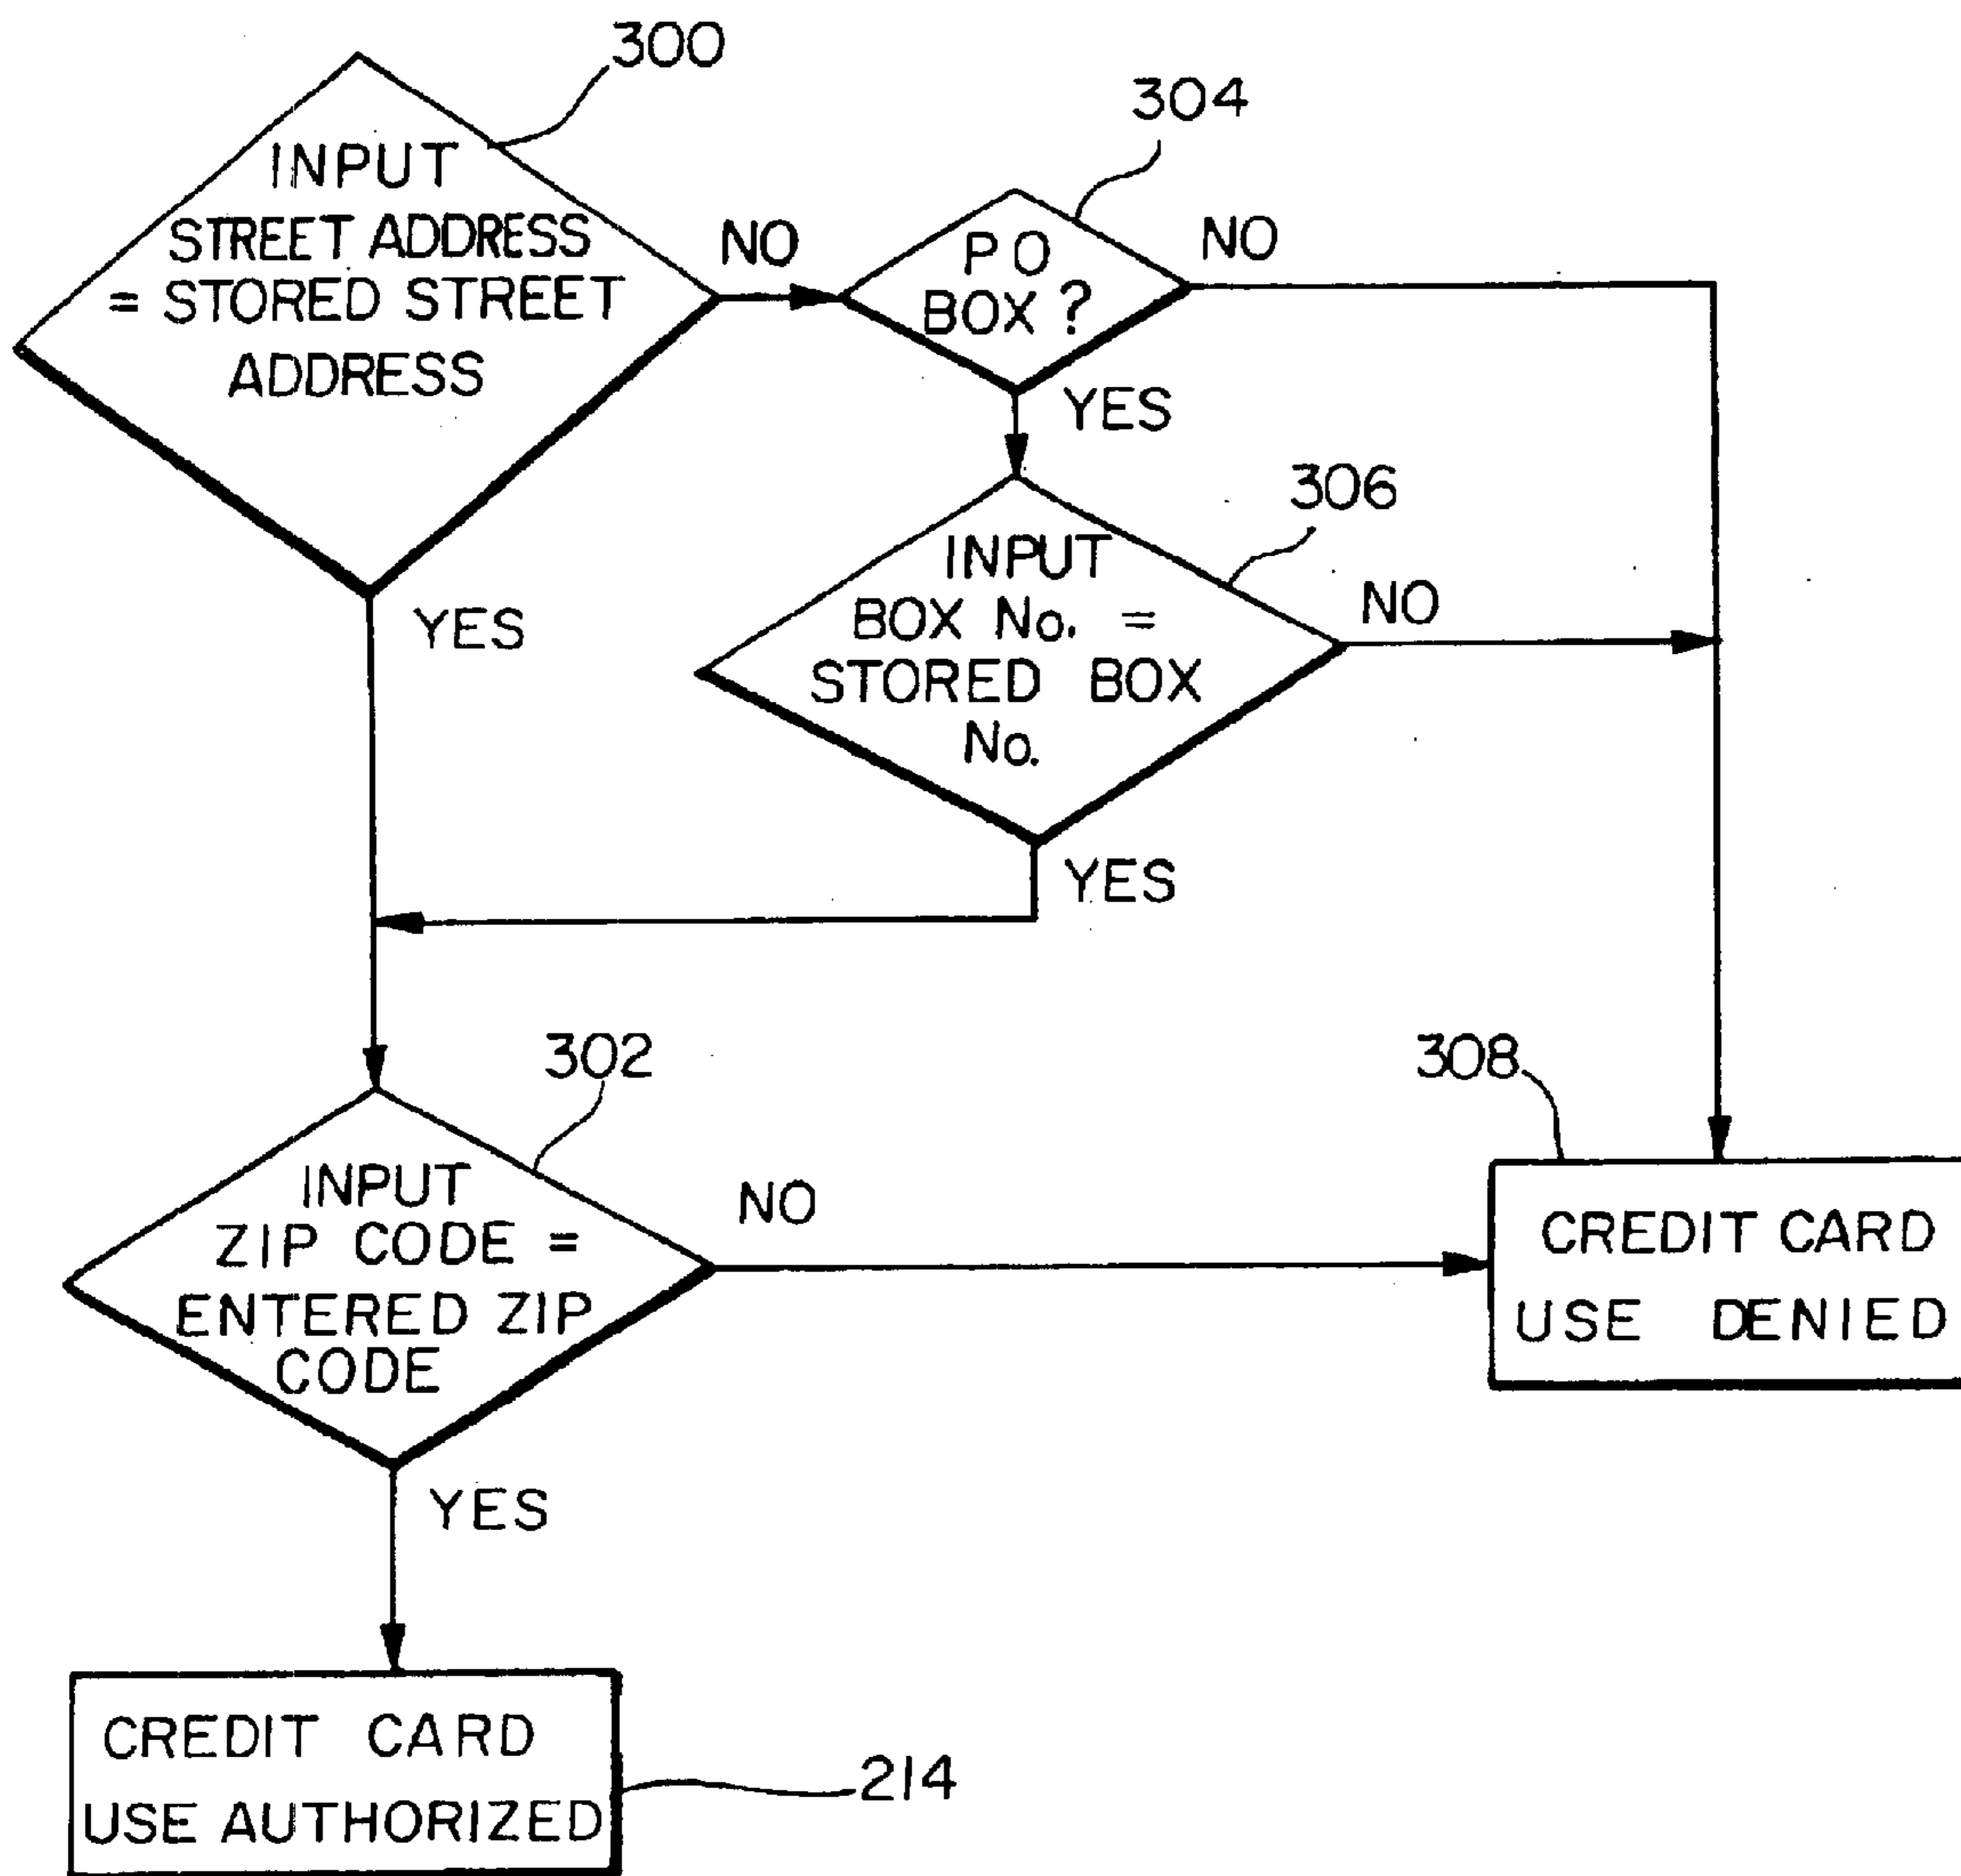 300
INPUT
STREET ADDRESS
= STORED STREET
ADDRESS
NO
304
PO
BOX?
NO
YES
306
INPUT
BOX No. =
STORED BOX
No.
NO
YES
YES
302
INPUT
ZIP CODE =
ENTERED ZIP
CODE
NO
308
CREDIT CARD
USE DENIED
YES
CREDIT CARD
USE AUTHORIZED
214